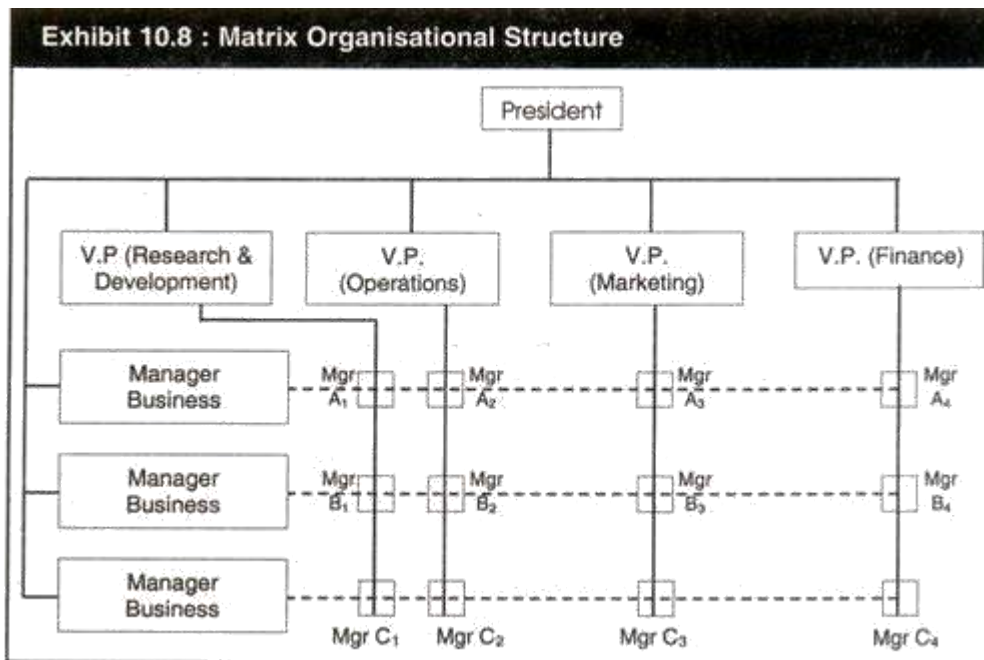 Exhibit 10.8 : Matrix Organisational Structure
President
V.P (Research &
Development)
V.P.
(Operations)
V.P.
(Marketing)
V.P. (Finance)
Manager
Business
Mgr
A₁
Mgr
A₂
Mgr
A₃
Mgr
A₄
Manager
Business
Mgr
B₁
Mgr
B₂
Mgr
B₃
Mgr
B₄
Manager
Business
Mgr C₁
Mgr C₂
Mgr C₃
Mgr C₄